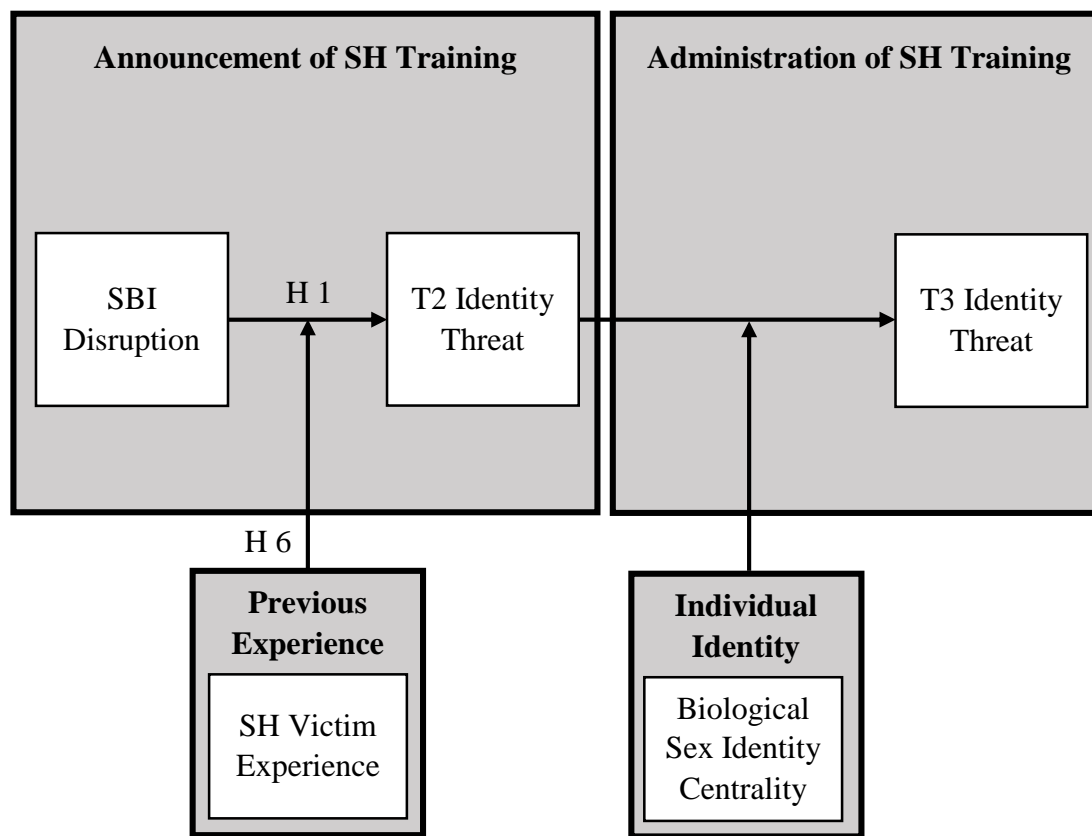 Announcement of SH Training
Administration of SH Training
SBI
Disruption
H 1
T2 Identity
Threat
T3 Identity
Threat
H 6
Previous
Experience
SH Victim
Experience
Individual
Identity
Biological
Sex Identity
Centrality